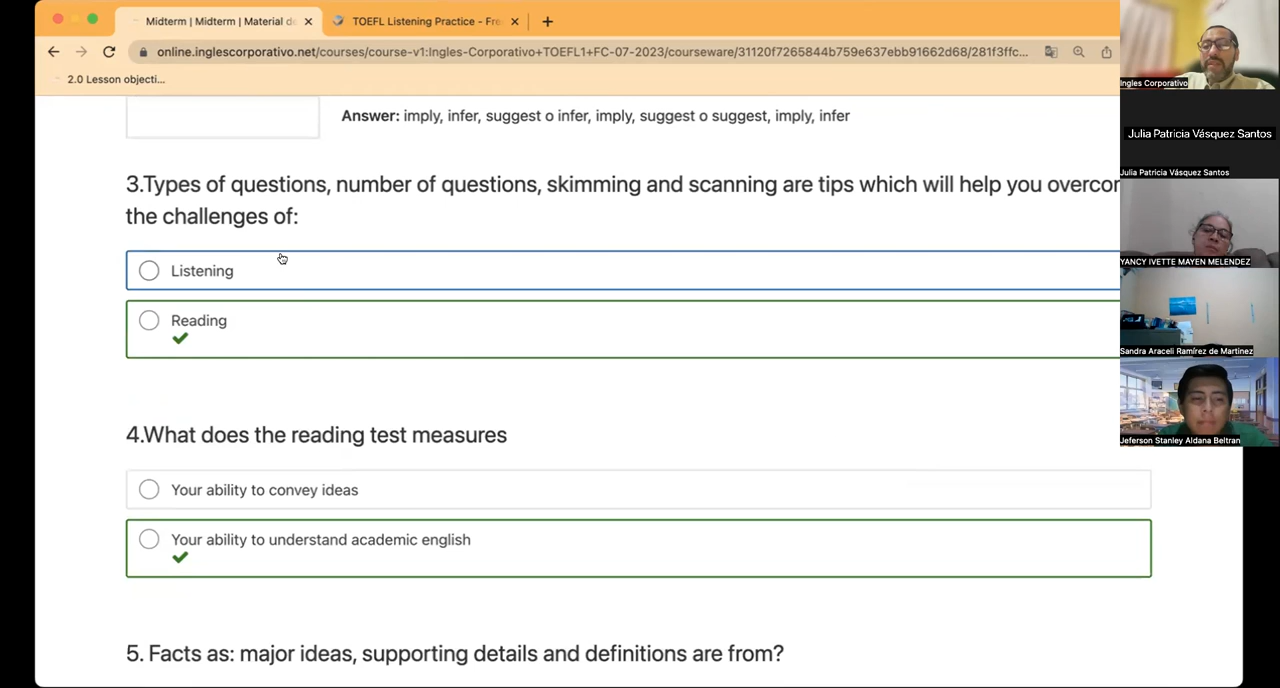 Midterm | Midterm | Material de
TOEFL Listening Practice - Fre
online.inglescorporativo.net/courses/course-v1:Ingles-Corporativo+TOEFL1+FC-07-2023/courseware/31120f7265844b759e637ebb91662d68/281f3ffc...
2.0 Lesson objecti...
Answer: imply, infer, suggest o infer, imply, suggest o suggest, imply, infer
3.Types of questions, number of questions, skimming and scanning are tips which will help you overcor
the challenges of:
Listening
Reading
4.What does the reading test measures
Your ability to convey ideas
Your ability to understand academic english
5. Facts as: major ideas, supporting details and definitions are from?
Ingles Corporativo
Julia Patricia Vásquez Santos
Julia Patricia Vásquez Santos
YANCY IVETTE MAYEN MELENDEZ
Sandra Araceli Ramírez de Martínez
Jeferson Stanley Aldana Beltran